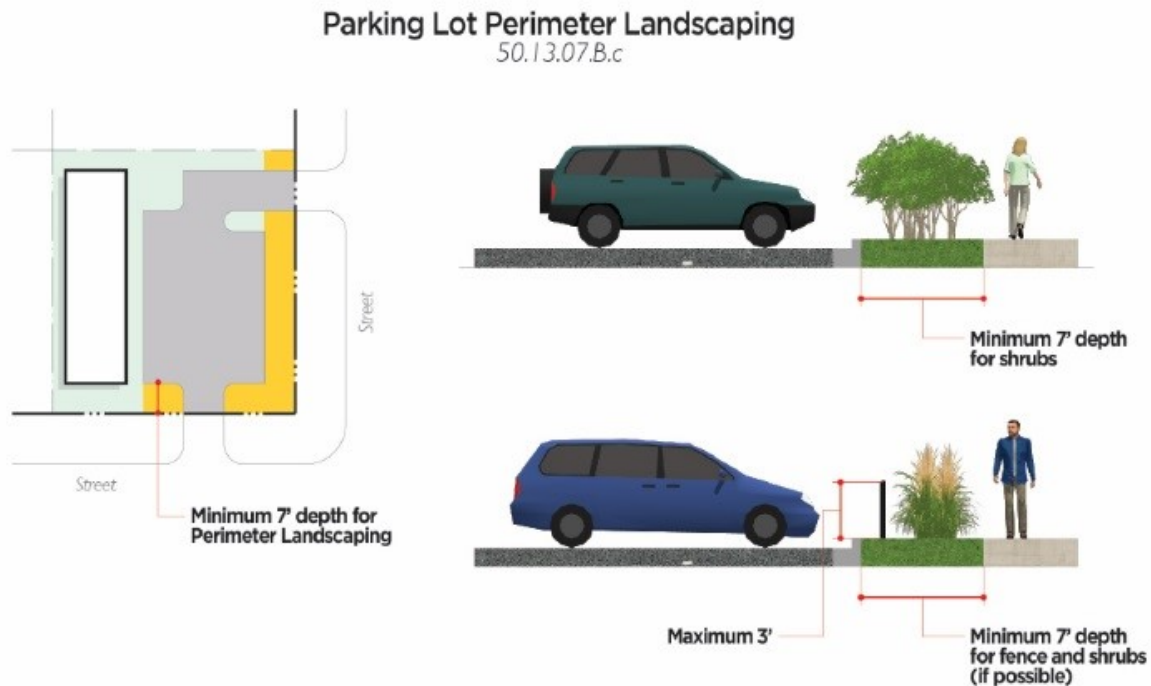 Parking Lot Perimeter Landscaping
50.13.07.B.c
Street
Street
Minimum 7' depth for
Perimeter Landscaping
Minimum 7' depth
for shrubs
Maximum 3'
Minimum 7' depth
for fence and shrubs
(if possible)